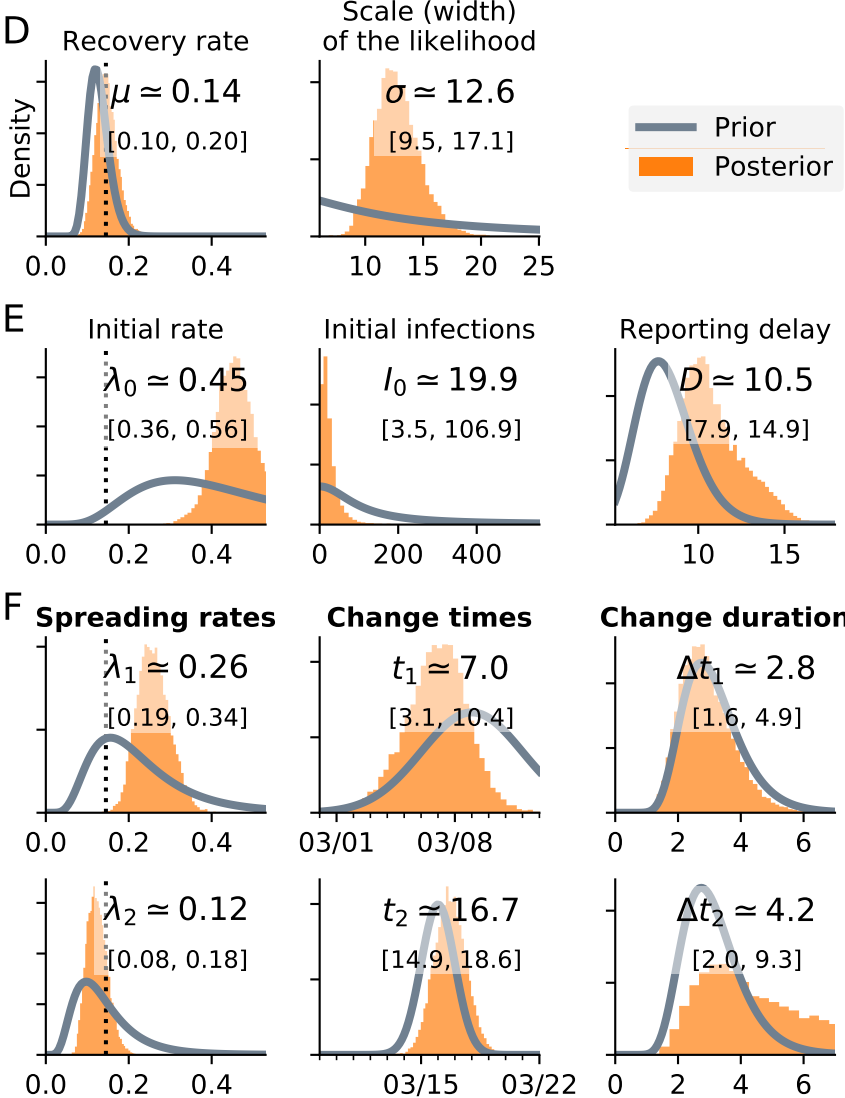 D
Recovery rate
Scale (width)
of the likelihood
Density
μ ≃ 0.14
[0.10, 0.20]
0.0 0.2 0.4
σ ≃ 12.6
[9.5, 17.1]
10 15 20 25
Prior
Posterior
E
Initial rate
λ0 ≃ 0.45
[0.36, 0.56]
0.0 0.2 0.4
Initial infections
I0 ≃ 19.9
[3.5, 106.9]
0 200 400
Reporting delay
D ≃ 10.5
[7.9, 14.9]
10 15
F
Spreading rates
λ1 ≃ 0.26
[0.19, 0.34]
0.0 0.2 0.4
Change times
t1 ≃ 7.0
[3.1, 10.4]
03/01 03/08
Change duration
Δt1 ≃ 2.8
[1.6, 4.9]
0 2 4 6
λ2 ≃ 0.12
[0.08, 0.18]
0.0 0.2 0.4
t2 ≃ 16.7
[14.9, 18.6]
03/15 03/22
Δt2 ≃ 4.2
[2.0, 9.3]
0 2 4 6